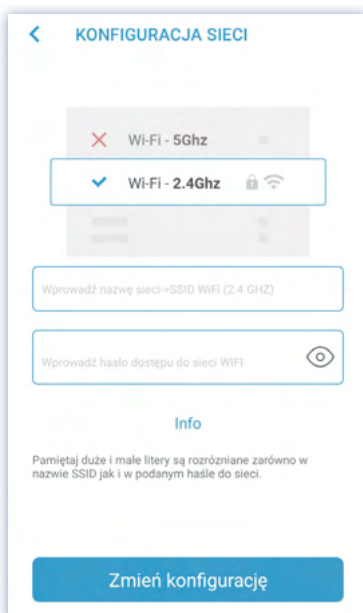 KONFIGURACJA SIECI
Wi-Fi - 5Ghz
Wi-Fi - 2.4Ghz
Wprowadź nazwę sieci->SSID WiFi (2.4 GHZ)
Wprowadź hasło dostępu do sieci WIFI
Info
Pamiętaj duże i małe litery są rozróżniane zarówno w
nazwie SSID jak i w podanym haśle do sieci.
Zmień konfigurację